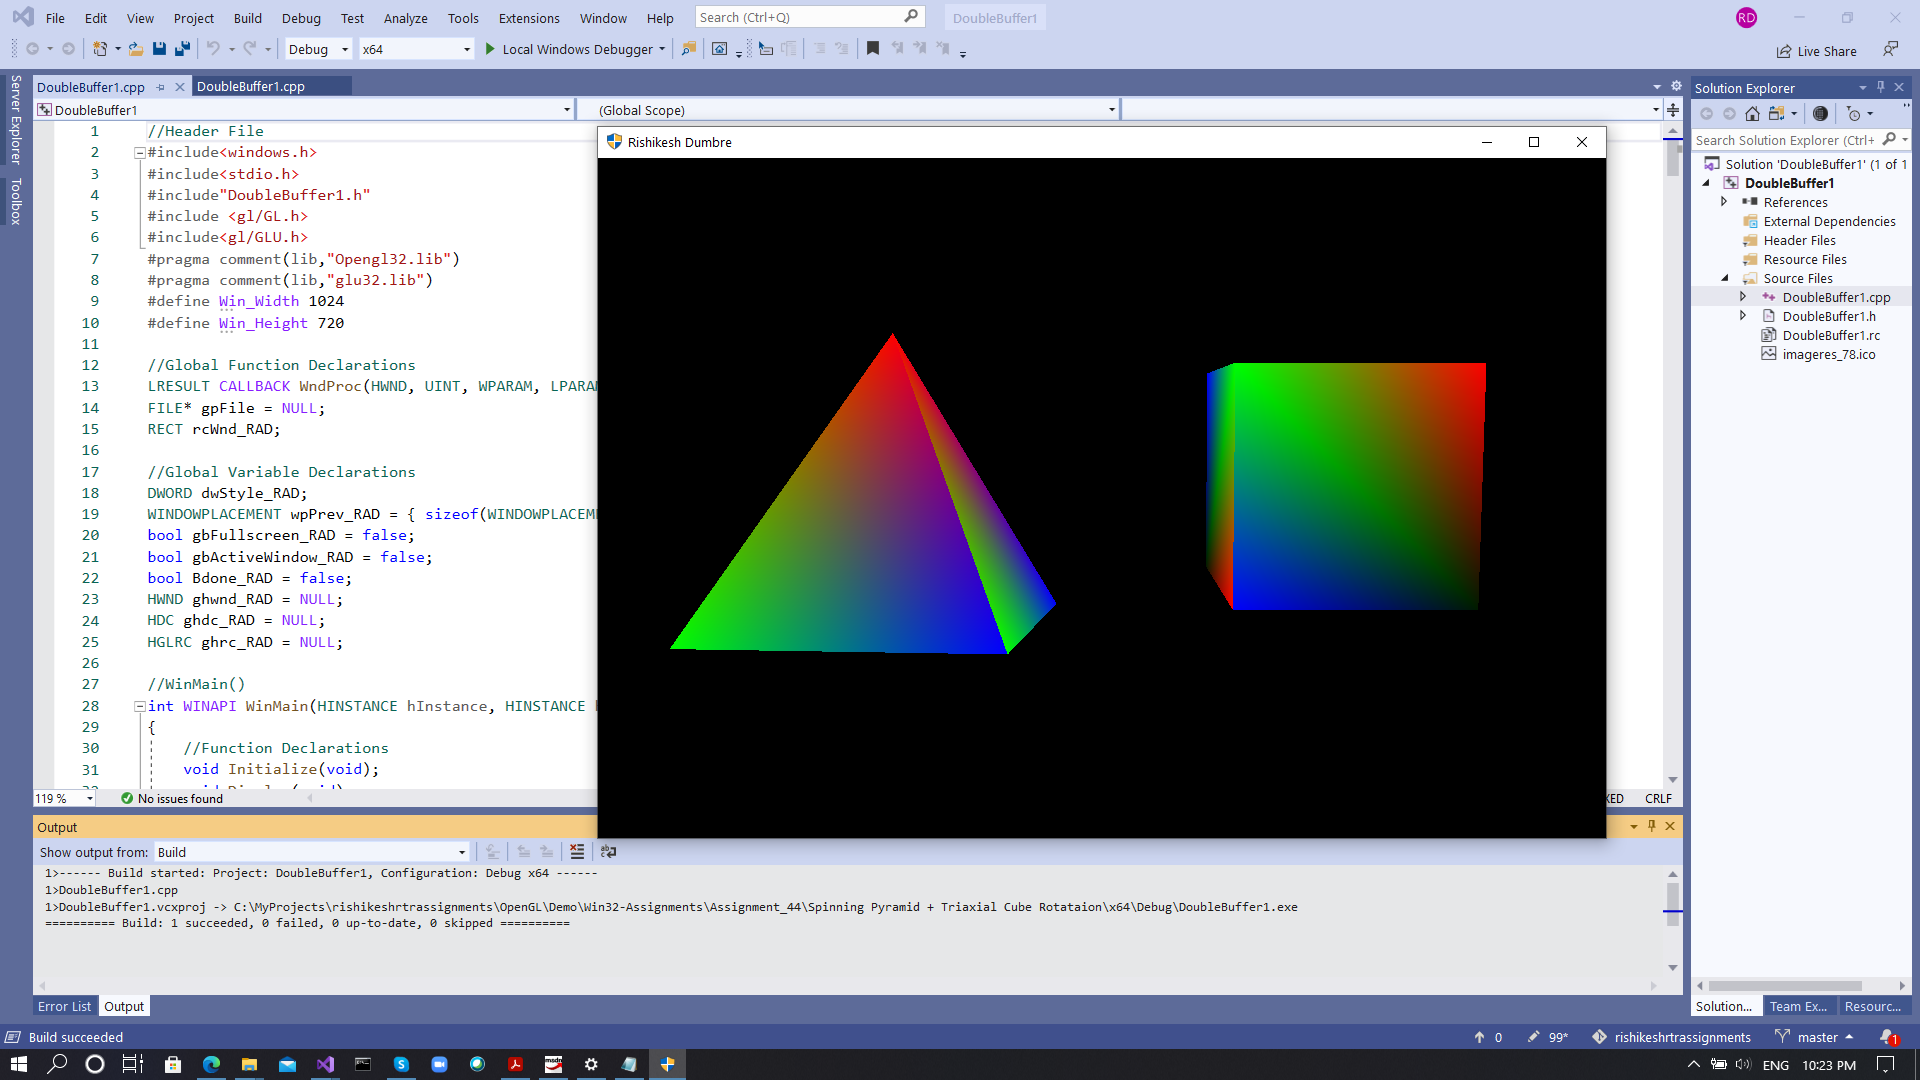 File Edit View Project Build Debug Test Analyze Tools Extensions Window Help Search (Ctrl+Q) DoubleBuffer1 RD
Debug x64 Local Windows Debugger Live Share
Server Explorer
Toolbox
DoubleBuffer1.cpp DoubleBuffer1.cpp
DoubleBuffer1 (Global Scope)
1 //Header File
2 #include<windows.h>
3 #include<stdio.h>
4 #include"DoubleBuffer1.h"
5 #include <gl/GL.h>
6 #include<gl/GLU.h>
7 #pragma comment(lib,"Opengl32.lib")
8 #pragma comment(lib,"glu32.lib")
9 #define Win_Width 1024
10 #define Win_Height 720
11
12 //Global Function Declarations
13 LRESULT CALLBACK WndProc(HWND, UINT, WPARAM, LPARAM
14 FILE* gpFile = NULL;
15 RECT rcWnd_RAD;
16
17 //Global Variable Declarations
18 DWORD dwStyle_RAD;
19 WINDOWPLACEMENT wpPrev_RAD = { sizeof(WINDOWPLACEME
20 bool gbFullscreen_RAD = false;
21 bool gbActiveWindow_RAD = false;
22 bool Bdone_RAD = false;
23 HWND ghwnd_RAD = NULL;
24 HDC ghdc_RAD = NULL;
25 HGLRC ghrc_RAD = NULL;
26
27 //WinMain()
28 int WINAPI WinMain(HINSTANCE hInstance, HINSTANCE
29 {
30 //Function Declarations
31 void Initialize(void);
119 % No issues found
XED CRLF
Rishikesh Dumbre
Output
Show output from: Build
1>------ Build started: Project: DoubleBuffer1, Configuration: Debug x64 ------
1>DoubleBuffer1.cpp
1>DoubleBuffer1.vcxproj -> C:\MyProjects\rishikeshrtrassignments\OpenGL\Demo\Win32-Assignments\Assignment_44\Spinning Pyramid + Triaxial Cube Rotataion\x64\Debug\DoubleBuffer1.exe
========== Build: 1 succeeded, 0 failed, 0 up-to-date, 0 skipped ==========
Error List Output
Solution Explorer
Search Solution Explorer (Ctrl+
Solution 'DoubleBuffer1' (1 of 1
DoubleBuffer1
References
External Dependencies
Header Files
Resource Files
Source Files
DoubleBuffer1.cpp
DoubleBuffer1.h
DoubleBuffer1.rc
imageres_78.ico
Solution... Team Ex... Resourc...
Build succeeded 0 99* rishikeshrtrassignments master 1
ENG 10:23 PM